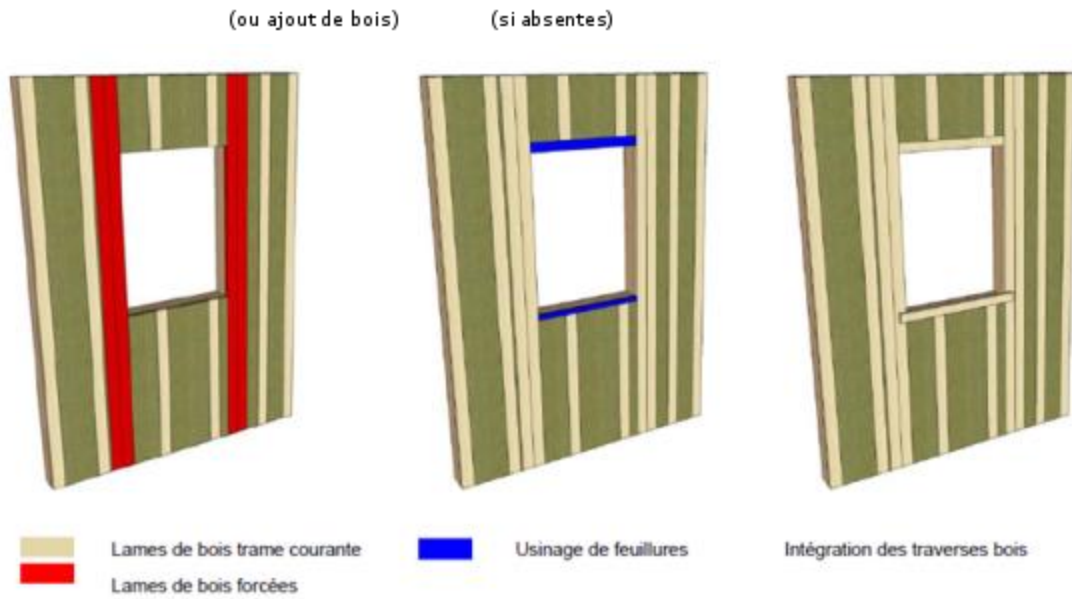 (ou ajout de bois)
(si absentes)
Lames de bois trame courante
Lames de bois forcées
Usinage de feuillures
Intégration des traverses bois